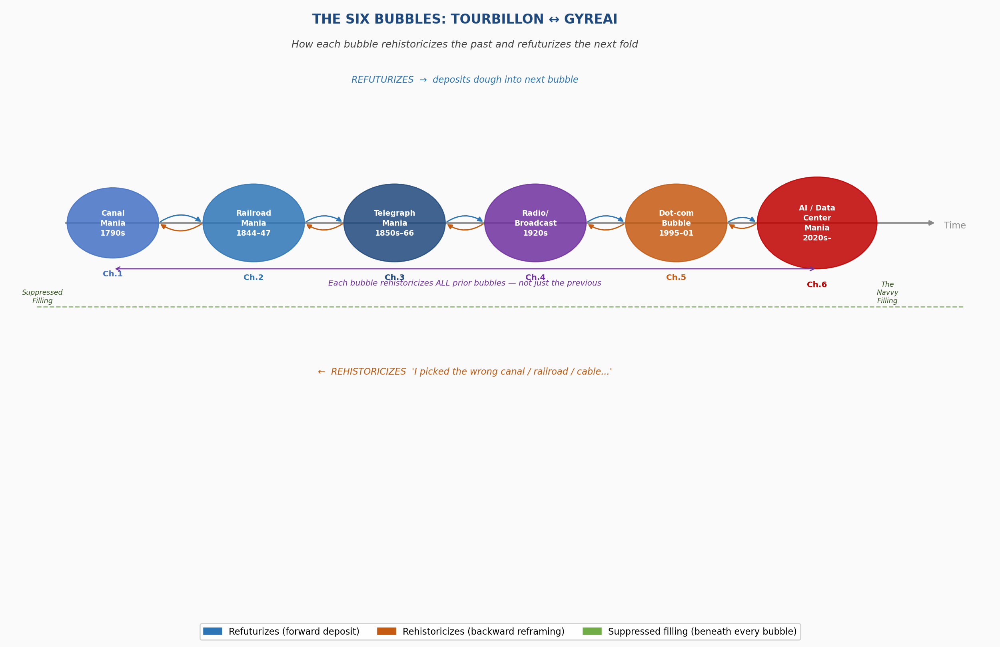 THE SIX BUBBLES: TOURBILLON ↔ GYREAI
How each bubble rehistoricizes the past and refuturizes the next fold
REFUTURIZES → deposits dough into next bubble
Canal
Mania
1790s
Railroad
Mania
1844–47
Telegraph
Mania
1850s–66
Radio/
Broadcast
1920s
Dot-com
Bubble
1995–01
AI / Data
Center
Mania
2020s–
Time
Ch.1
Ch.2
Ch.3
Ch.4
Ch.5
Ch.6
Each bubble rehistoricizes ALL prior bubbles — not just the previous
Suppressed
Filling
The
Navvy
Filling
← REHISTORICIZES 'I picked the wrong canal / railroad / cable...'
Refuturizes (forward deposit)
Rehistoricizes (backward reframing)
Suppressed filling (beneath every bubble)